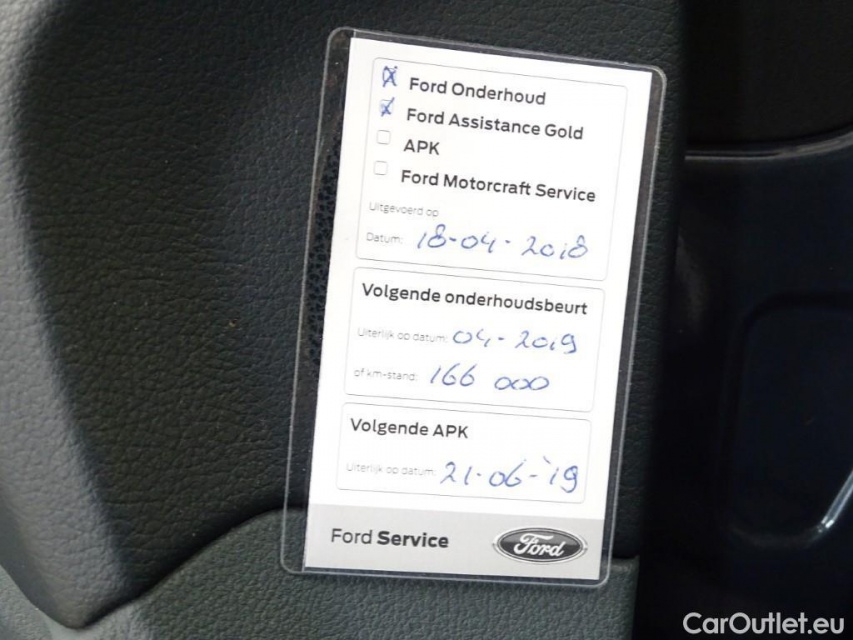 Ford Onderhoud
Ford Assistance Gold
APK
Ford Motorcraft Service
Uitgevoerd op
Datum: 18-04-2018
Volgende onderhoudsbeurt
Uiterlijk op datum: 04-2019
of km-stand: 166 000
Volgende APK
Uiterlijk op datum: 21-06-'19
Ford Service
Ford
CarOutlet.eu